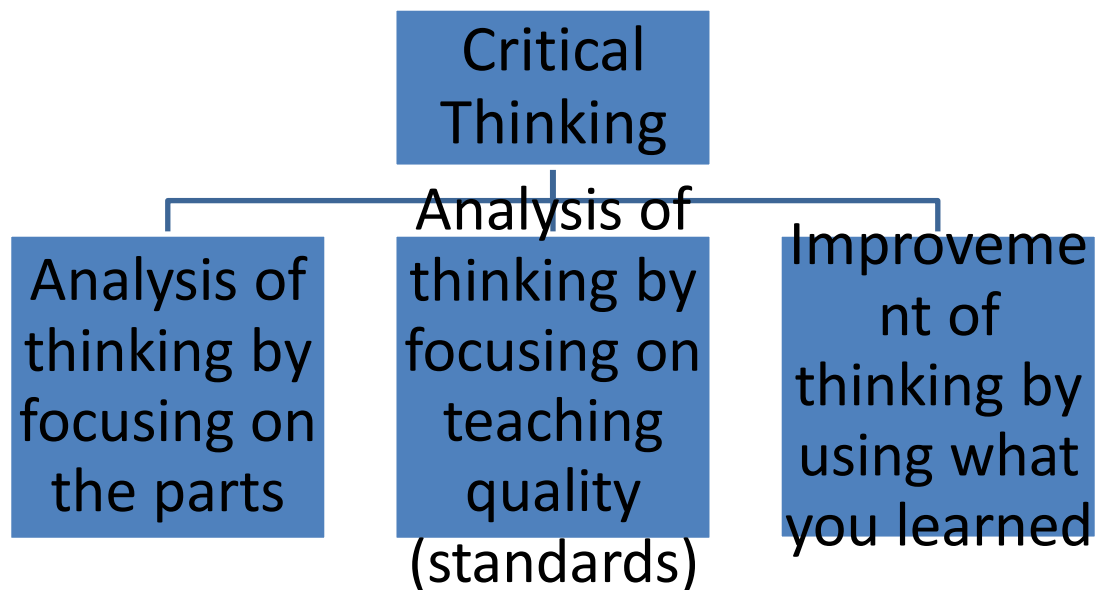 Critical
Thinking
Analysis of
thinking by
focusing on
the parts
Analysis of
thinking by
focusing on
teaching
quality
(standards)
Improveme
nt of
thinking by
using what
you learned